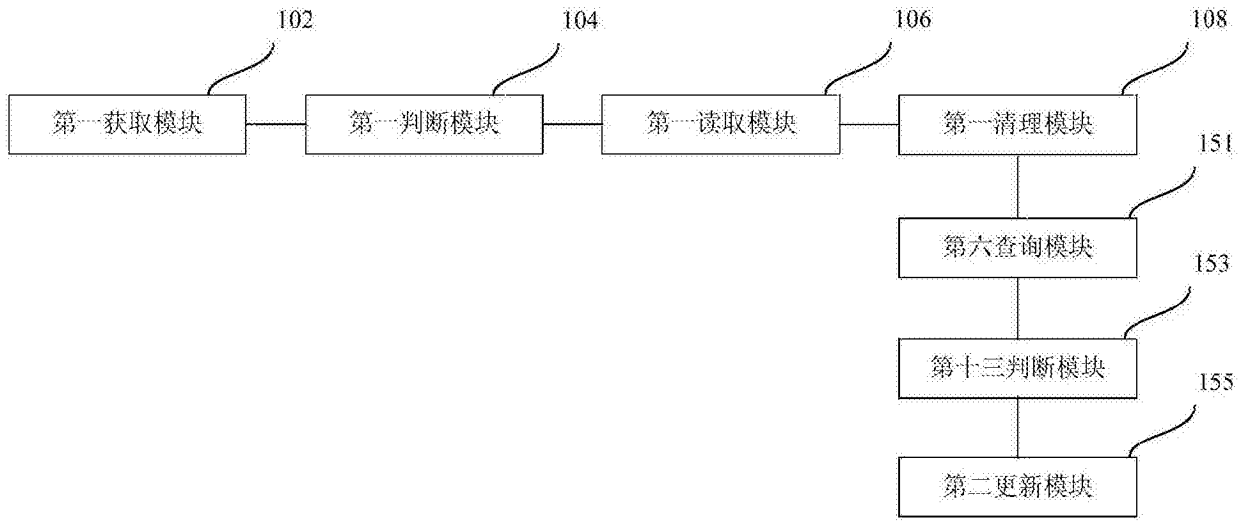 102 104 106 108
第一获取模块 第一判断模块 第一读取模块 第一清理模块
151
第六查询模块
153
第十三判断模块
155
第二更新模块